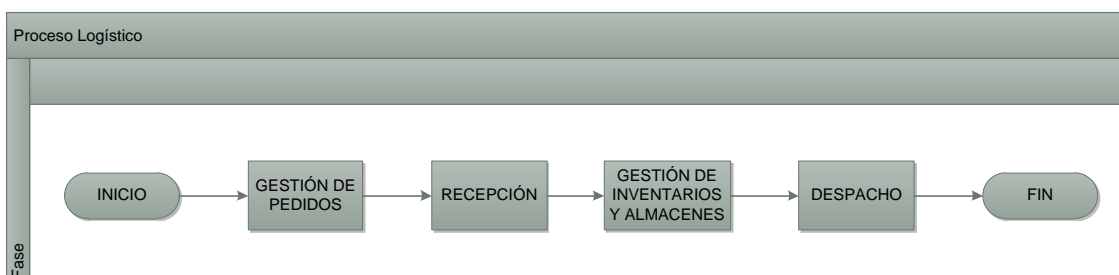 Proceso Logístico
Fase
INICIO
GESTIÓN DE
PEDIDOS
RECEPCIÓN
GESTIÓN DE
INVENTARIOS
Y ALMACENES
DESPACHO
FIN